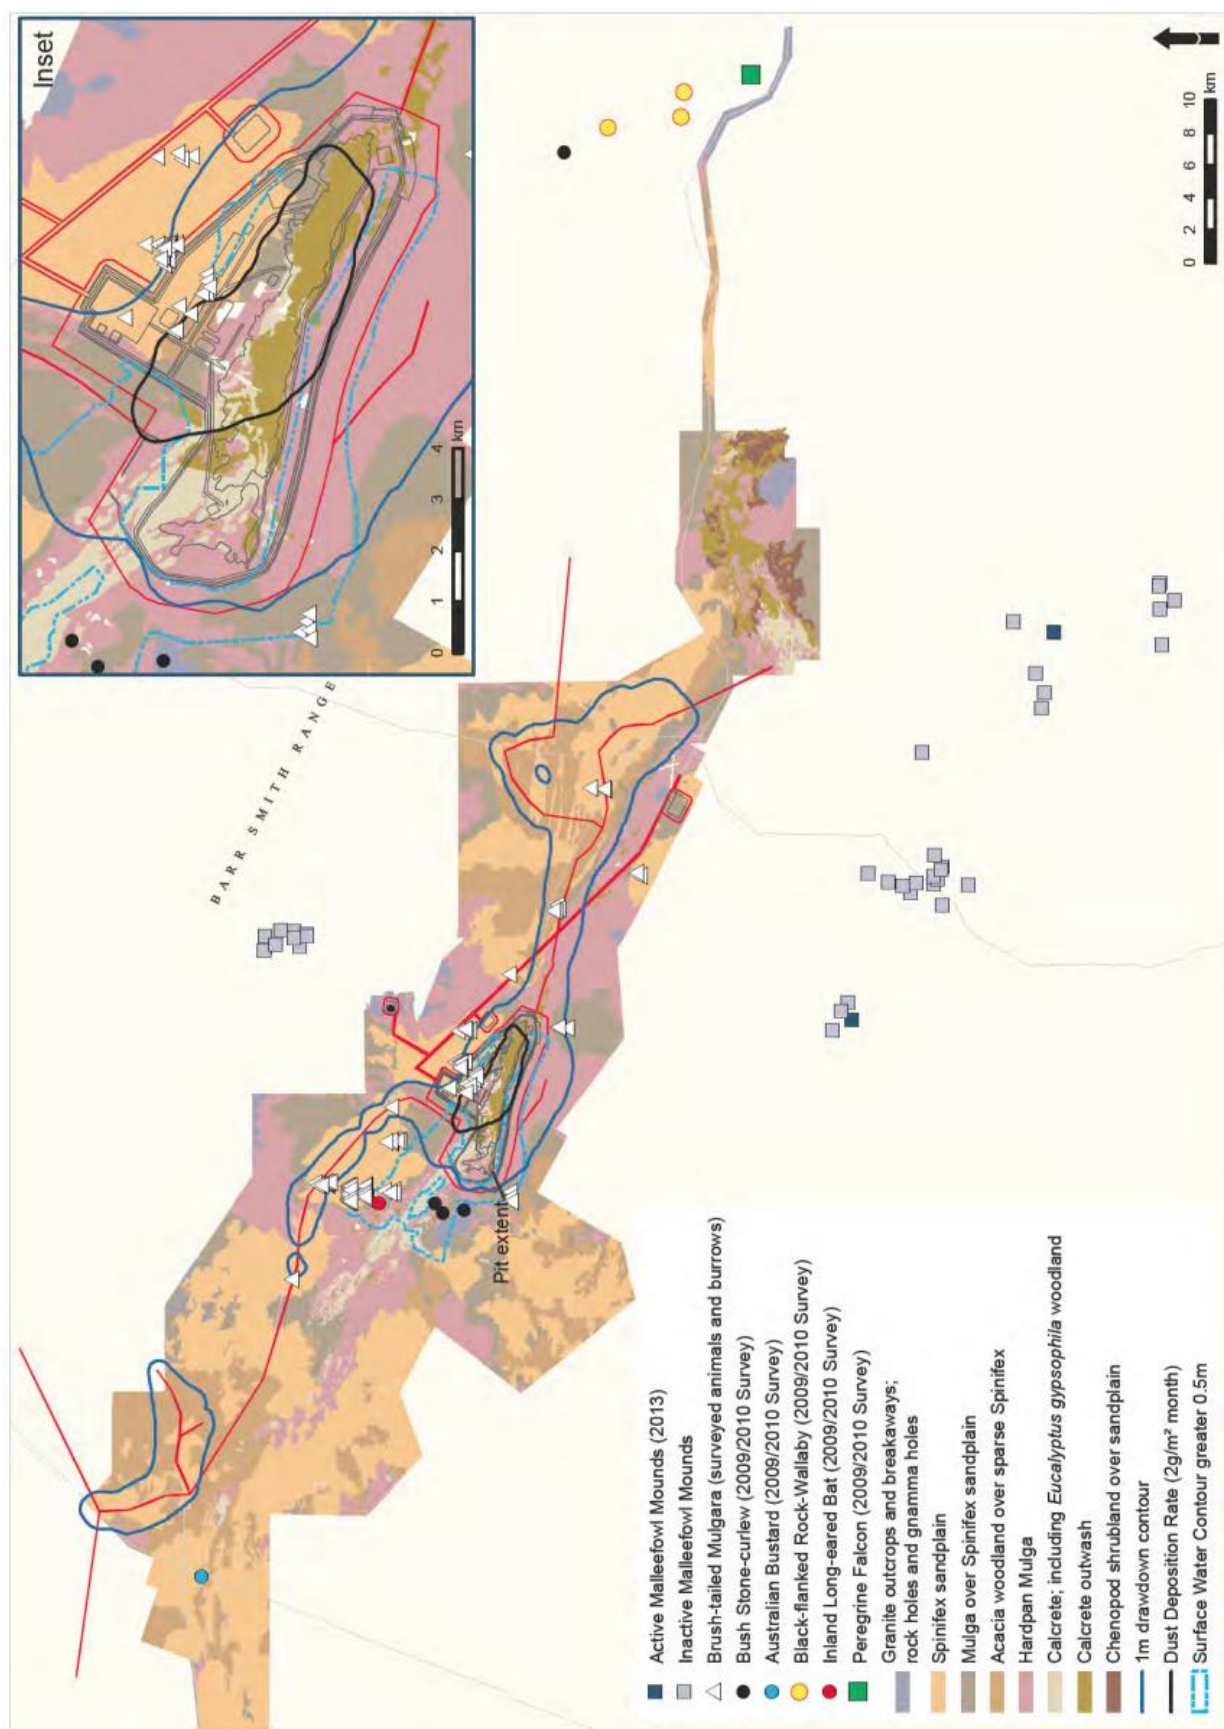 Inset
0 1 2 3 4
km
BARR SMITH RANGE
Pit extent
0 2 4 6 8 10
km
Active Malleefowl Mounds (2013)
Inactive Malleefowl Mounds
Brush-tailed Mulgara (surveyed animals and burrows)
Bush Stone-curlew (2009/2010 Survey)
Australian Bustard (2009/2010 Survey)
Black-flanked Rock-Wallaby (2009/2010 Survey)
Inland Long-eared Bat (2009/2010 Survey)
Peregrine Falcon (2009/2010 Survey)
Granite outcrops and breakaways;
rock holes and gnamma holes
Spinifex sandplain
Mulga over Spinifex sandplain
Acacia woodland over sparse Spinifex
Hardpan Mulga
Calcrete; including Eucalyptus gypsophila woodland
Calcrete outwash
Chenopod shrubland over sandplain
1m drawdown contour
Dust Deposition Rate (2g/m² month)
Surface Water Contour greater 0.5m